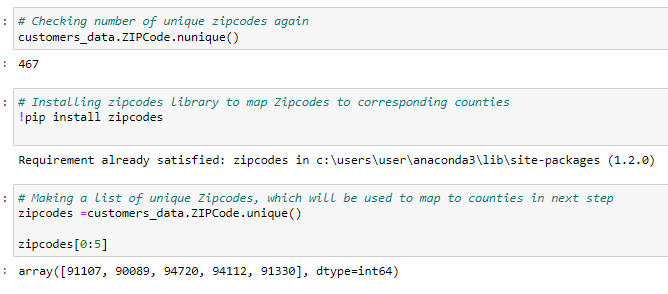 : # Checking number of unique zipcodes again
customers_data.ZIPCode.nunique()
: 467
: # Installing zipcodes library to map Zipcodes to corresponding counties
!pip install zipcodes
Requirement already satisfied: zipcodes in c:\users\user\anaconda3\lib\site-packages (1.2.0)
: # Making a list of unique Zipcodes, which will be used to map to counties in next step
zipcodes =customers_data.ZIPCode.unique()
zipcodes[0:5]
: array([91107, 90089, 94720, 94112, 91330], dtype=int64)